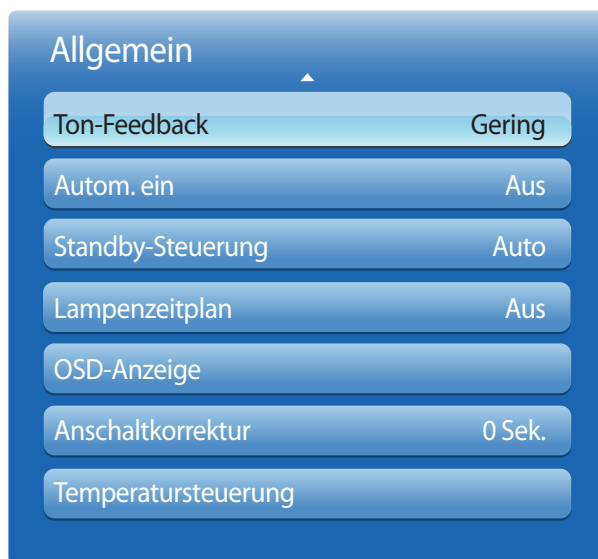 Allgemein
Ton-Feedback Gering
Autom. ein Aus
Standby-Steuerung Auto
Lampenzeitplan Aus
OSD-Anzeige
Anschaltkorrektur 0 Sek.
Temperatursteuerung